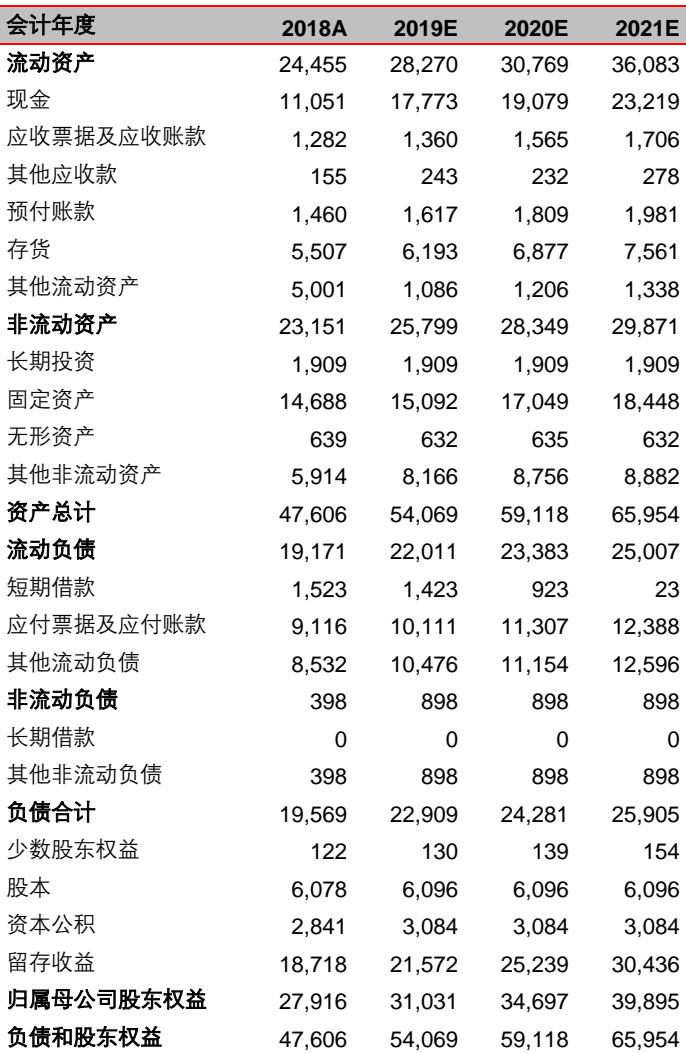 会计年度 2018A 2019E 2020E 2021E
流动资产 24,455 28,270 30,769 36,083
现金 11,051 17,773 19,079 23,219
应收票据及应收账款 1,282 1,360 1,565 1,706
其他应收款 155 243 232 278
预付账款 1,460 1,617 1,809 1,981
存货 5,507 6,193 6,877 7,561
其他流动资产 5,001 1,086 1,206 1,338
非流动资产 23,151 25,799 28,349 29,871
长期投资 1,909 1,909 1,909 1,909
固定资产 14,688 15,092 17,049 18,448
无形资产 639 632 635 632
其他非流动资产 5,914 8,166 8,756 8,882
资产总计 47,606 54,069 59,118 65,954
流动负债 19,171 22,011 23,383 25,007
短期借款 1,523 1,423 923 23
应付票据及应付账款 9,116 10,111 11,307 12,388
其他流动负债 8,532 10,476 11,154 12,596
非流动负债 398 898 898 898
长期借款 0 0 0 0
其他非流动负债 398 898 898 898
负债合计 19,569 22,909 24,281 25,905
少数股东权益 122 130 139 154
股本 6,078 6,096 6,096 6,096
资本公积 2,841 3,084 3,084 3,084
留存收益 18,718 21,572 25,239 30,436
归属母公司股东权益 27,916 31,031 34,697 39,895
负债和股东权益 47,606 54,069 59,118 65,954